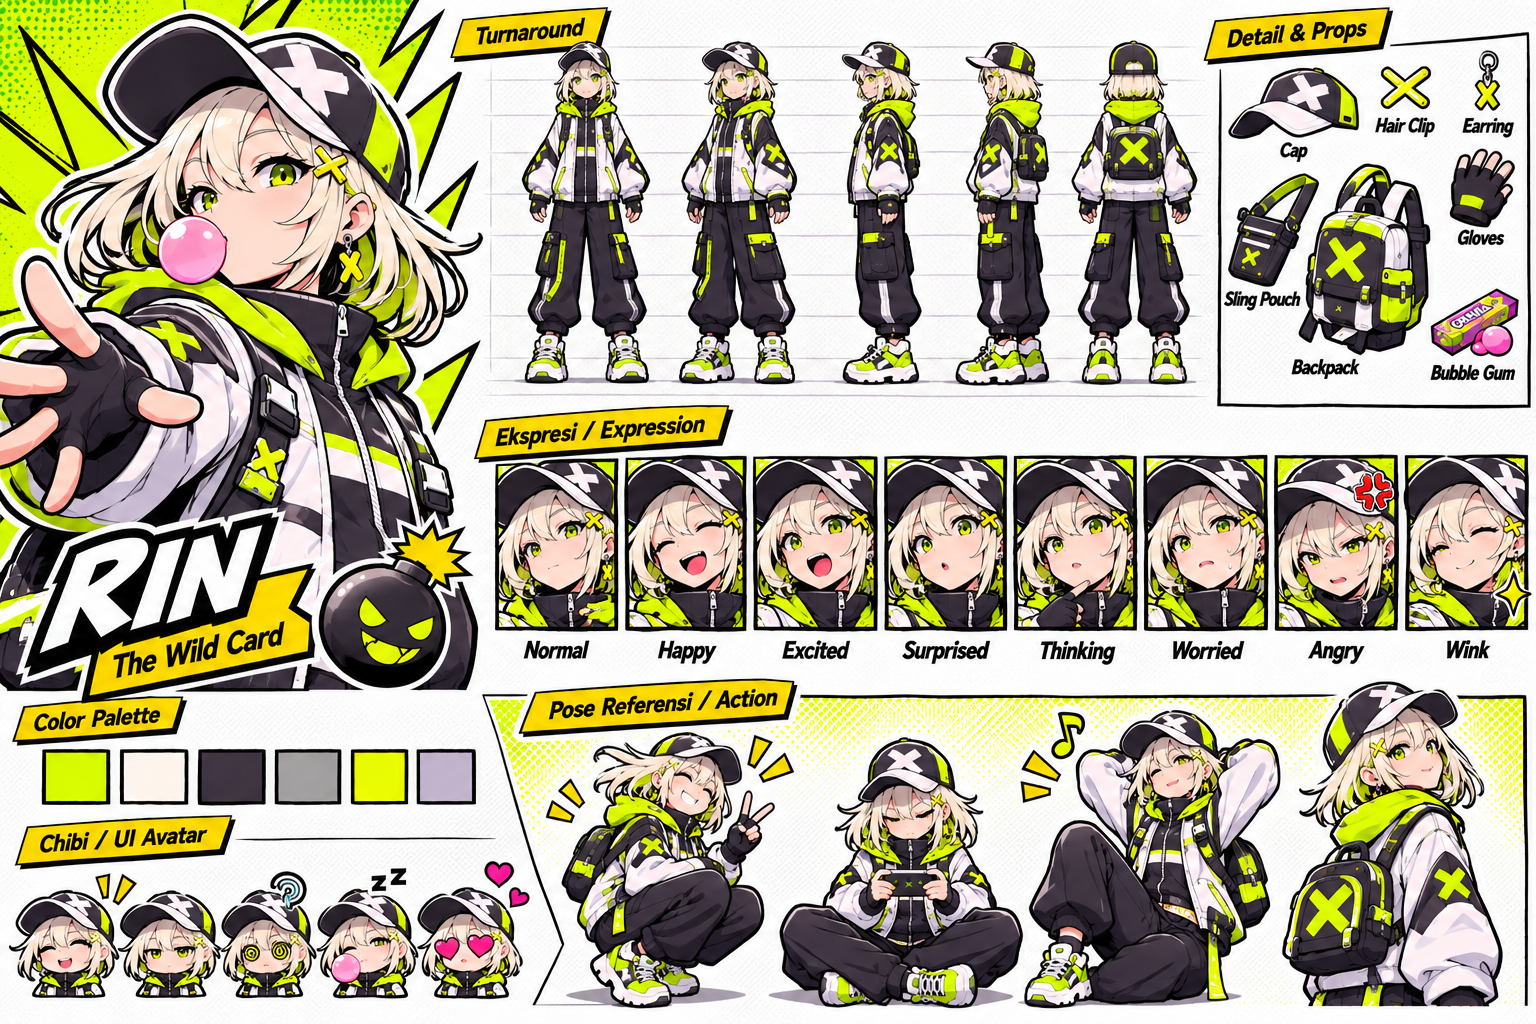 Turnaround
Detail & Props
Cap
Hair Clip
Earring
Sling Pouch
Backpack
Gloves
Bubble Gum
RIN
The Wild Card
Ekspresi / Expression
Normal
Happy
Excited
Surprised
Thinking
Worried
Angry
Wink
Color Palette
Chibi / UI Avatar
zz
Pose Referensi / Action